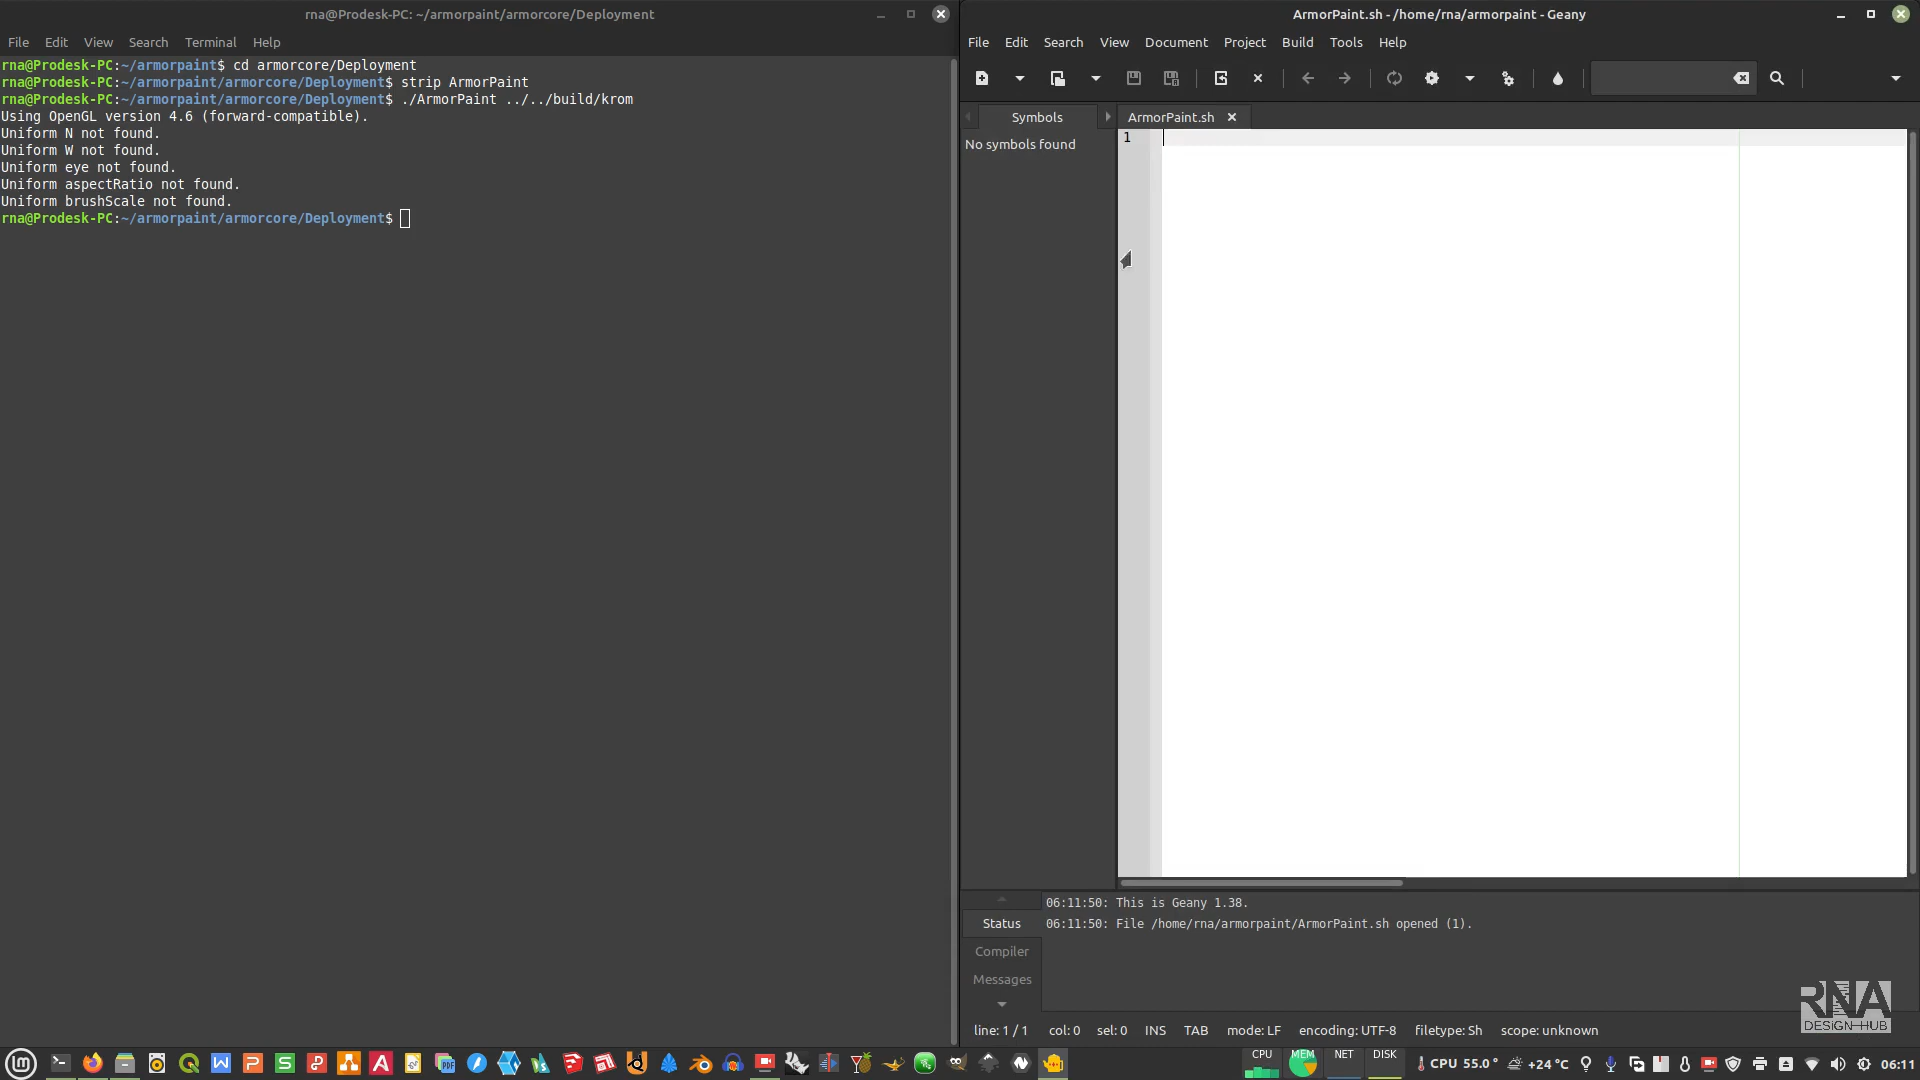 rna@Prodesk-PC: ~/armorpaint/armorcore/Deployment
File Edit View Search Terminal Help
rna@Prodesk-PC:~/armorpaint$ cd armorcore/Deployment
rna@Prodesk-PC:~/armorpaint/armorcore/Deployment$ strip ArmorPaint
rna@Prodesk-PC:~/armorpaint/armorcore/Deployment$ ./ArmorPaint ../../build/krom
Using OpenGL version 4.6 (forward-compatible).
Uniform N not found.
Uniform W not found.
Uniform eye not found.
Uniform aspectRatio not found.
Uniform brushScale not found.
rna@Prodesk-PC:~/armorpaint/armorcore/Deployment$
ArmorPaint.sh - /home/rna/armorpaint - Geany
File Edit Search View Document Project Build Tools Help
Symbols
ArmorPaint.sh
No symbols found
1
Status
Compiler
Messages
06:11:50: This is Geany 1.38.
06:11:50: File /home/rna/armorpaint/ArmorPaint.sh opened (1).
line: 1 / 1 col: 0 sel: 0 INS TAB mode: LF encoding: UTF-8 filetype: Sh scope: unknown
RNA
DESIGN-HUB
CPU MEM NET DISK
CPU 55.0° +24 °C 06:11